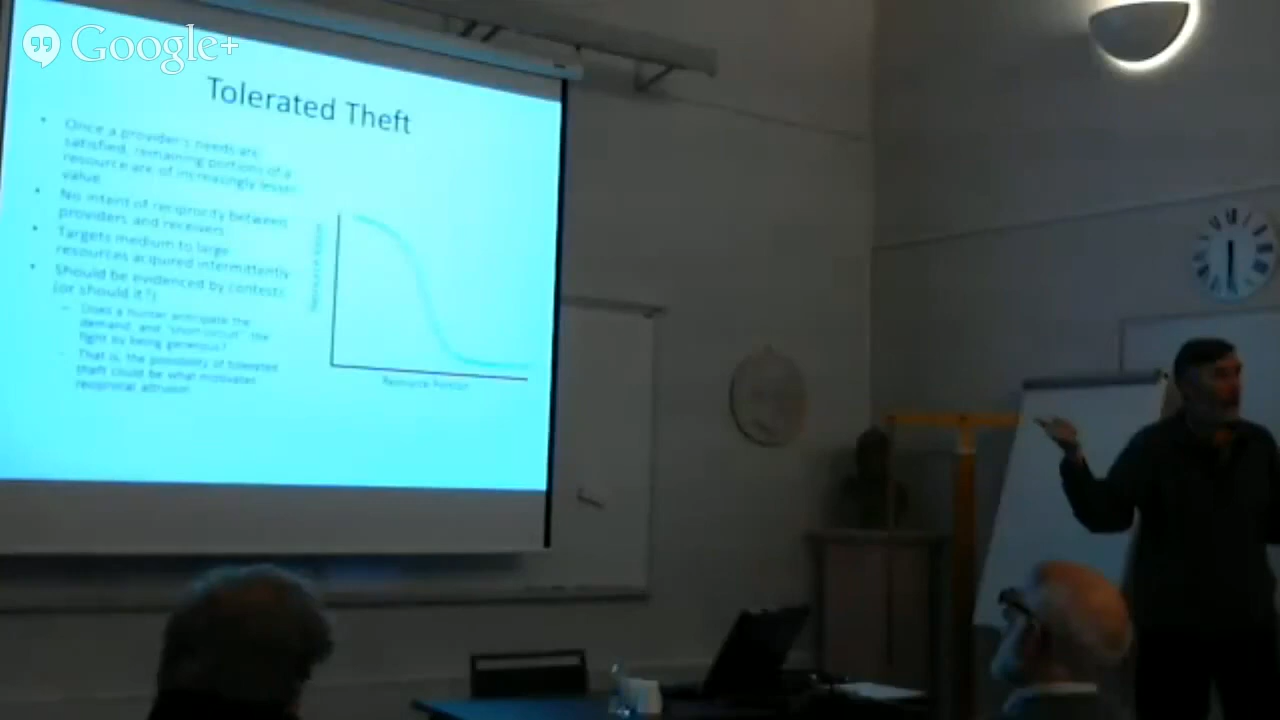 Google+
Tolerated Theft
• Once a provider's needs are
satisfied, remaining portions of a
resource are of increasingly lesser
value
• No intent of reciprocity between
providers and receivers
• Targets medium to large
resources acquired intermittently
• Should be evidenced by contests
(or should it?)
– Does a hunter anticipate the
demand, and "short-circuit" the
fight by being generous?
– That is, the possibility of tolerated
theft could be what motivates
reciprocal altruism
Resource Portion